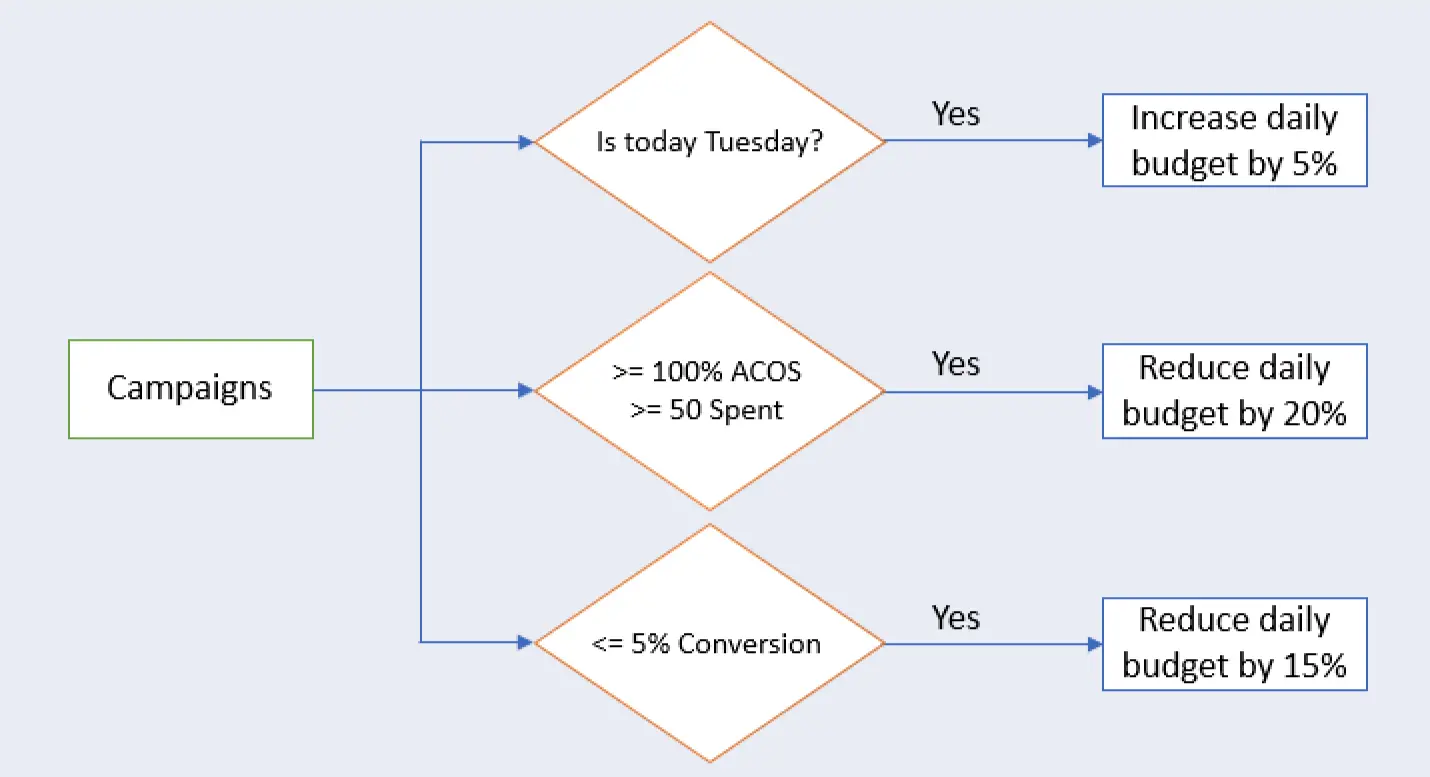 Campaigns
Is today Tuesday?
Yes
Increase daily
budget by 5%
>= 100% ACOS
>= 50 Spent
Yes
Reduce daily
budget by 20%
<= 5% Conversion
Yes
Reduce daily
budget by 15%